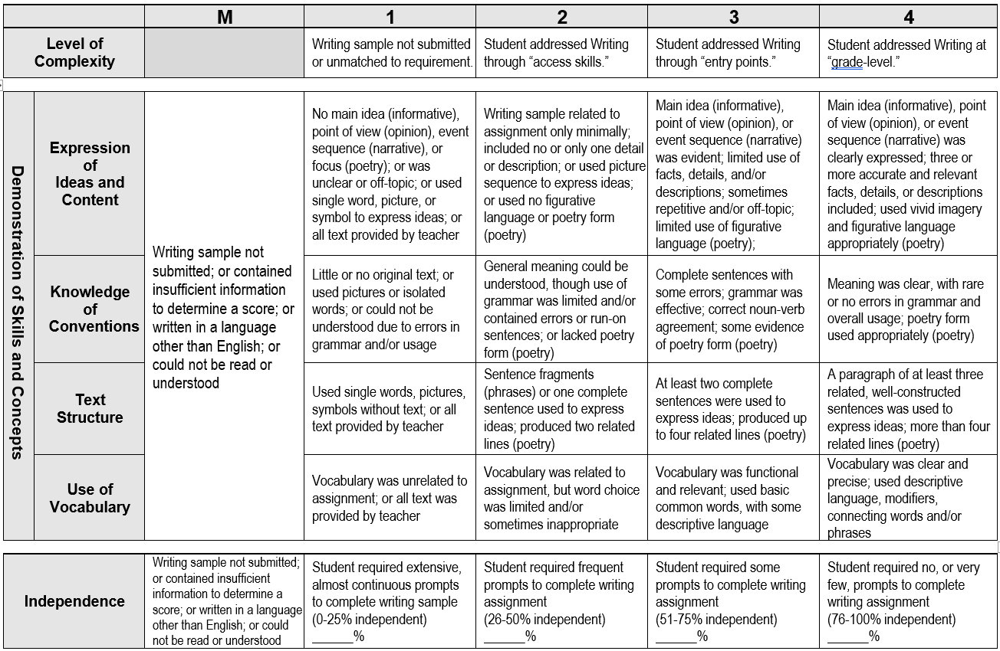 M 1 2 3 4
Level of
Complexity
Writing sample not submitted
or unmatched to requirement.
Student addressed Writing
through “access skills.”
Student addressed Writing
through “entry points.”
Student addressed Writing at
“grade-level.”
Demonstration of Skills and Concepts
Writing sample not
submitted; or contained
insufficient information
to determine a score; or
written in a language
other than English; or
could not be read or
understood
Expression
of
Ideas and
Content
No main idea (informative),
point of view (opinion), event
sequence (narrative), or
focus (poetry); or was
unclear or off-topic; or used
single word, picture, or
symbol to express ideas; or
all text provided by teacher
Writing sample related to
assignment only minimally;
included no or only one detail
or description; or used picture
sequence to express ideas;
or used no figurative
language or poetry form
(poetry)
Main idea (informative),
point of view (opinion), or
event sequence (narrative)
was evident; limited use of
facts, details, and/or
descriptions; sometimes
repetitive and/or off-topic;
limited use of figurative
language (poetry);
Main idea (informative), point
of view (opinion), or event
sequence (narrative) was
clearly expressed; three or
more accurate and relevant
facts, details, or descriptions
included; used vivid imagery
and figurative language
appropriately (poetry)
Knowledge
of
Conventions
Little or no original text; or
used pictures or isolated
words; or could not be
understood due to errors in
grammar and/or usage
General meaning could be
understood, though use of
grammar was limited and/or
contained errors or run-on
sentences; or lacked poetry
form (poetry)
Complete sentences with
some errors; grammar was
effective; correct noun-verb
agreement; some evidence
of poetry form (poetry)
Meaning was clear, with rare
or no errors in grammar and
overall usage; poetry form
used appropriately (poetry)
Text
Structure
Used single words, pictures,
symbols without text; or all
text provided by teacher
Sentence fragments
(phrases) or one complete
sentence used to express
ideas; produced two related
lines (poetry)
At least two complete
sentences were used to
express ideas; produced up
to four related lines (poetry)
A paragraph of at least three
related, well-constructed
sentences was used to
express ideas; more than four
related lines (poetry)
Use of
Vocabulary
Vocabulary was unrelated to
assignment; or all text was
provided by teacher
Vocabulary was related to
assignment, but word choice
was limited and/or
sometimes inappropriate
Vocabulary was functional
and relevant; used basic
common words, with some
descriptive language
Vocabulary was clear and
precise; used descriptive
language, modifiers,
connecting words and/or
phrases
Independence
Writing sample not submitted;
or contained insufficient
information to determine a
score; or written in a language
other than English; or could
not be read or understood
Student required extensive,
almost continuous prompts
to complete writing sample
(0-25% independent)
______%
Student required frequent
prompts to complete writing
assignment
(26-50% independent)
______%
Student required some
prompts to complete writing
assignment
(51-75% independent)
______%
Student required no, or very
few, prompts to complete
writing assignment
(76-100% independent)
______%